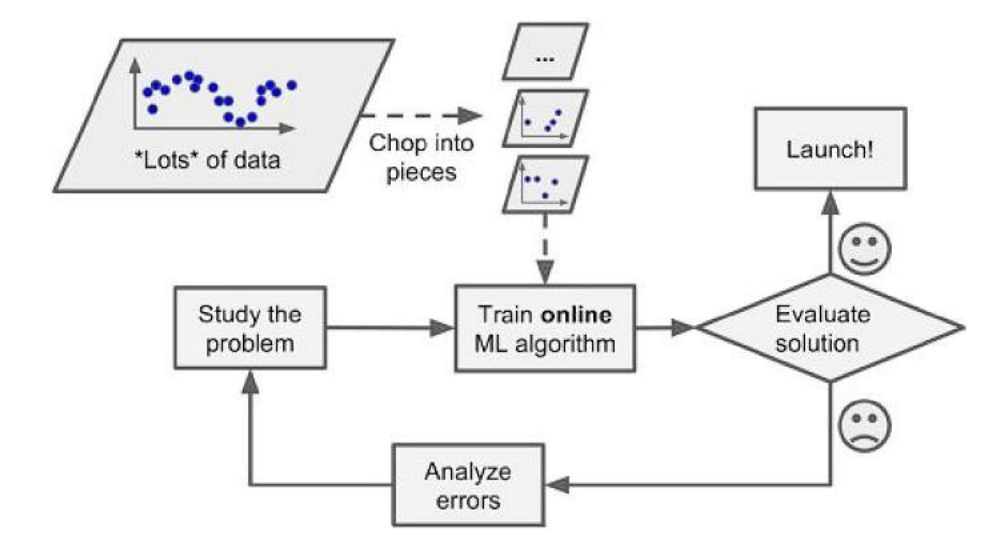 *Lots* of data
Chop into
pieces
...
Launch!
Study the
problem
Train online
ML algorithm
Evaluate
solution
Analyze
errors